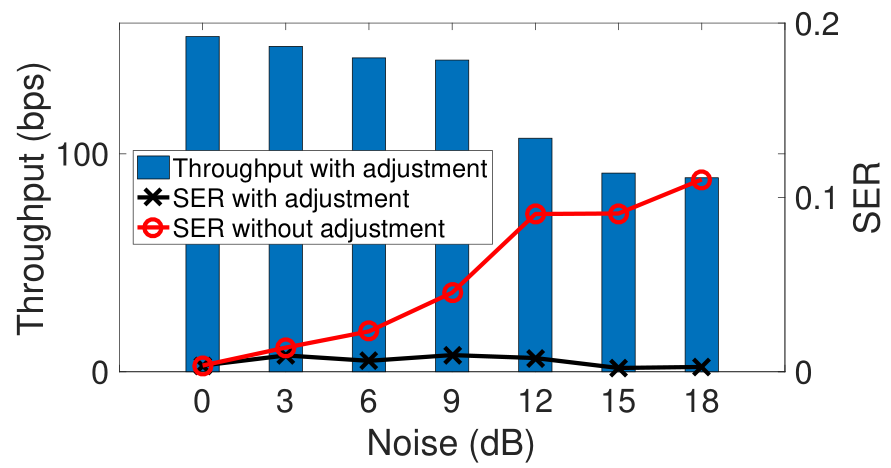 Throughput (bps)
100
0
Throughput with adjustment
SER with adjustment
SER without adjustment
0.2
0.1
0
SER
0 3 6 9 12 15 18
Noise (dB)